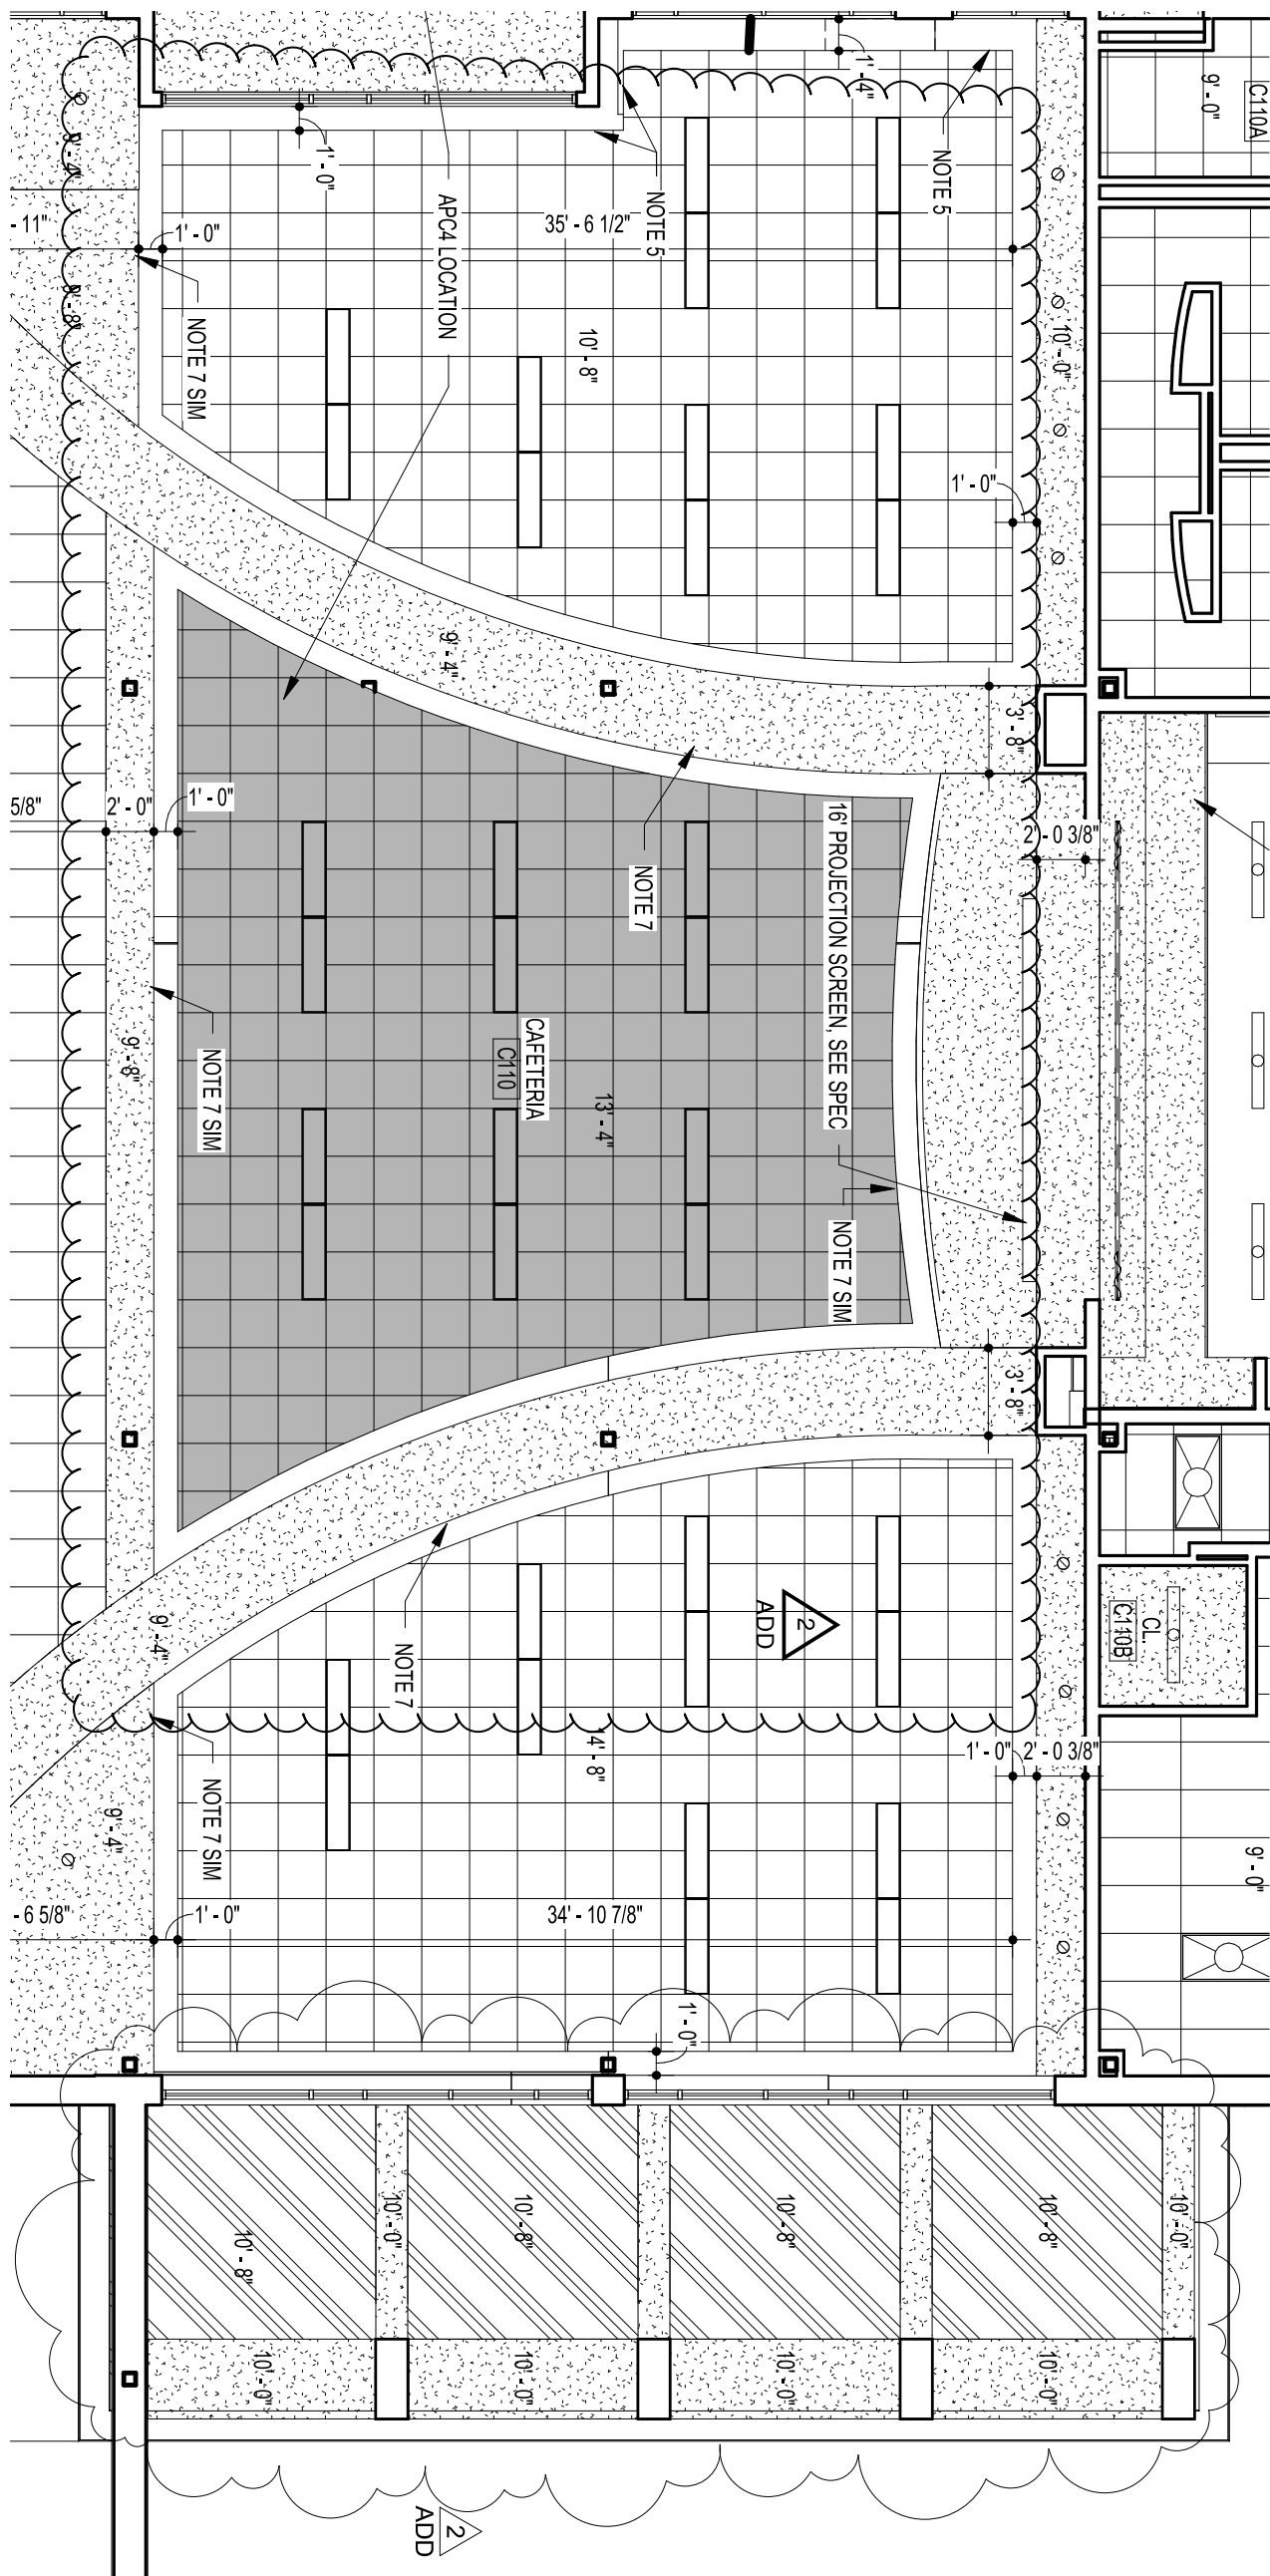 C110A
9' - 0"
1' - 4"
NOTE 5
1' - 0"
9' - 4"
APC4 LOCATION
35' - 6 1/2"
NOTE 5
- 11"
1' - 0"
9' - 8"
NOTE 7 SIM
10' - 8"
10' - 0"
1' - 0"
9' - 4"
3' - 8"
5/8"
2' - 0"
1' - 0"
NOTE 7
16' PROJECTION SCREEN, SEE SPEC
2' - 0 3/8"
9' - 8"
NOTE 7 SIM
CAFETERIA
C110
13' - 4"
NOTE 7 SIM
3' - 8"
9' - 4"
NOTE 7
2
ADD
CL.
C110B
NOTE 7 SIM
9' - 4"
14' - 8"
1' - 0"
2' - 0 3/8"
9' - 0"
- 6 5/8"
1' - 0"
34' - 10 7/8"
1' - 0"
10' - 8"
10' - 0"
10' - 8"
10' - 8"
10' - 8"
10' - 0"
10' - 0"
10' - 0"
10' - 0"
10' - 0"
2
ADD